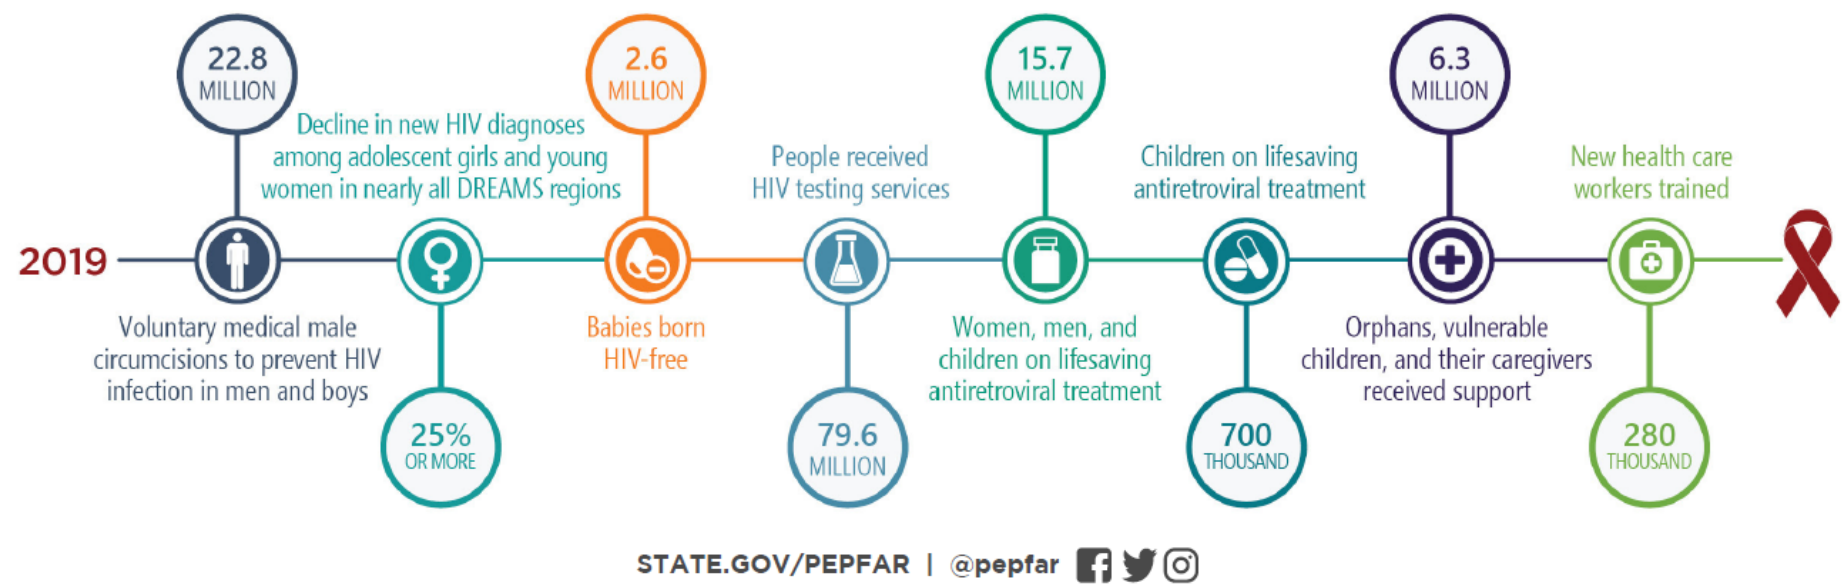 2019
22.8
MILLION
Voluntary medical male
circumcisions to prevent HIV
infection in men and boys
Decline in new HIV diagnoses
among adolescent girls and young
women in nearly all DREAMS regions
25%
OR MORE
2.6
MILLION
Babies born
HIV-free
People received
HIV testing services
79.6
MILLION
15.7
MILLION
Women, men, and
children on lifesaving
antiretroviral treatment
Children on lifesaving
antiretroviral treatment
700
THOUSAND
6.3
MILLION
Orphans, vulnerable
children, and their caregivers
received support
New health care
workers trained
280
THOUSAND
STATE.GOV/PEPFAR | @pepfar